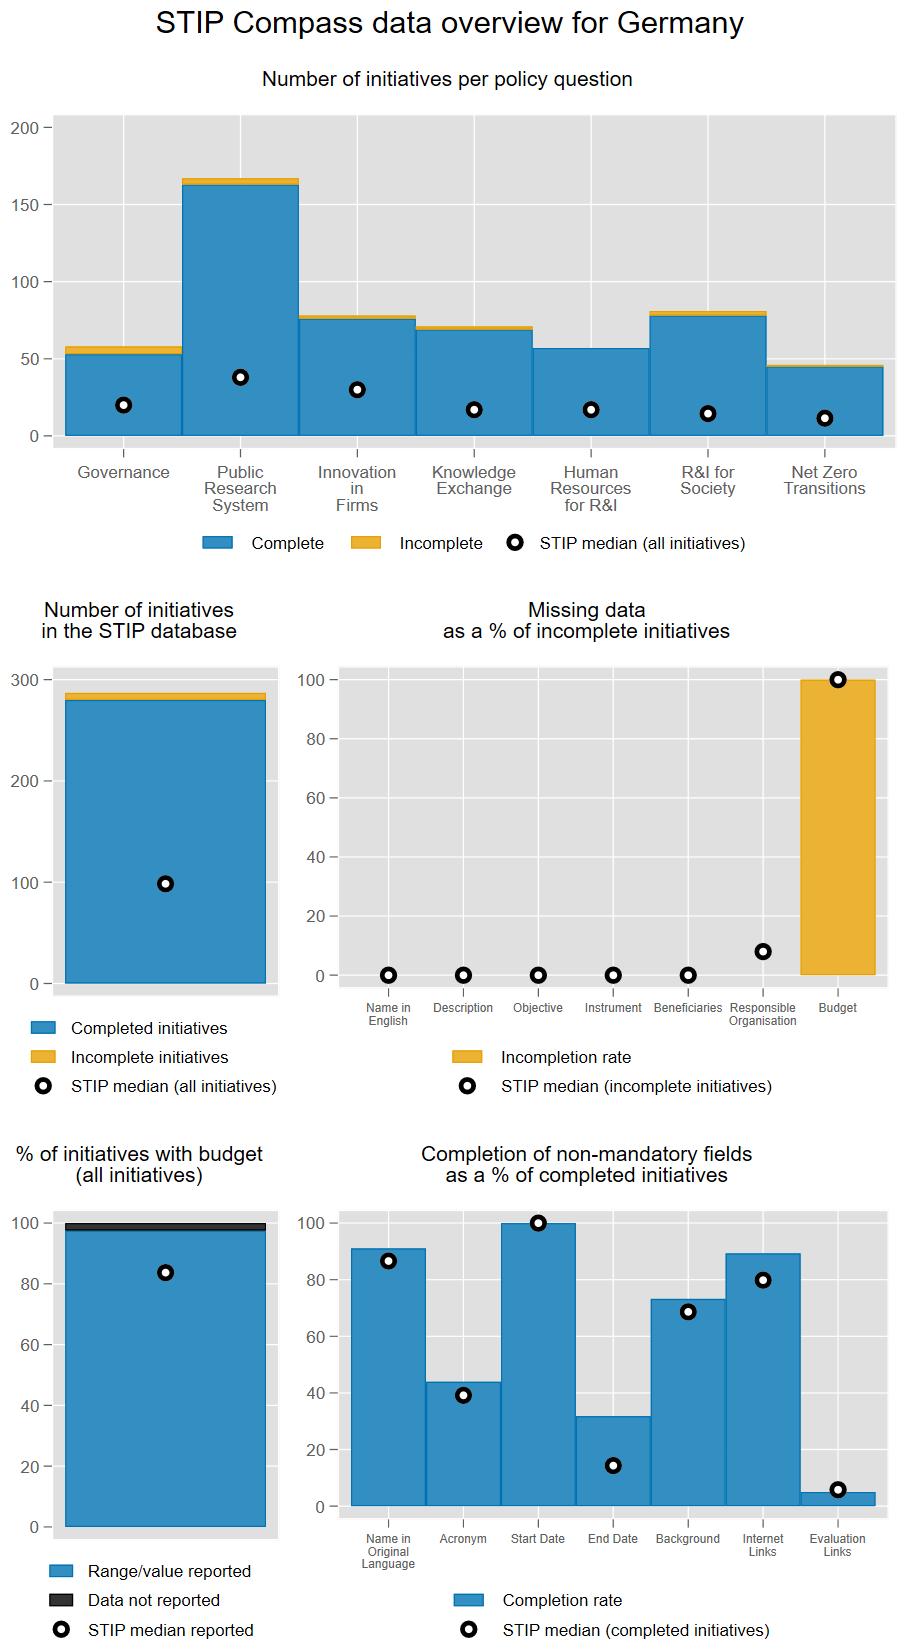 STIP Compass data overview for Germany
Number of initiatives per policy question
200
150
100
50
0
Governance
Public
Research
System
Innovation
in
Firms
Knowledge
Exchange
Human
Resources
for R&I
R&I for
Society
Net Zero
Transitions
Complete
Incomplete
STIP median (all initiatives)
Number of initiatives
in the STIP database
300
200
100
0
Completed initiatives
Incomplete initiatives
STIP median (all initiatives)
Missing data
as a % of incomplete initiatives
100
80
60
40
20
0
Name in
English
Description
Objective
Instrument
Beneficiaries
Responsible
Organisation
Budget
Incompletion rate
STIP median (incomplete initiatives)
% of initiatives with budget
(all initiatives)
100
80
60
40
20
0
Range/value reported
Data not reported
STIP median reported
Completion of non-mandatory fields
as a % of completed initiatives
100
80
60
40
20
0
Name in
Original
Language
Acronym
Start Date
End Date
Background
Internet
Links
Evaluation
Links
Completion rate
STIP median (completed initiatives)